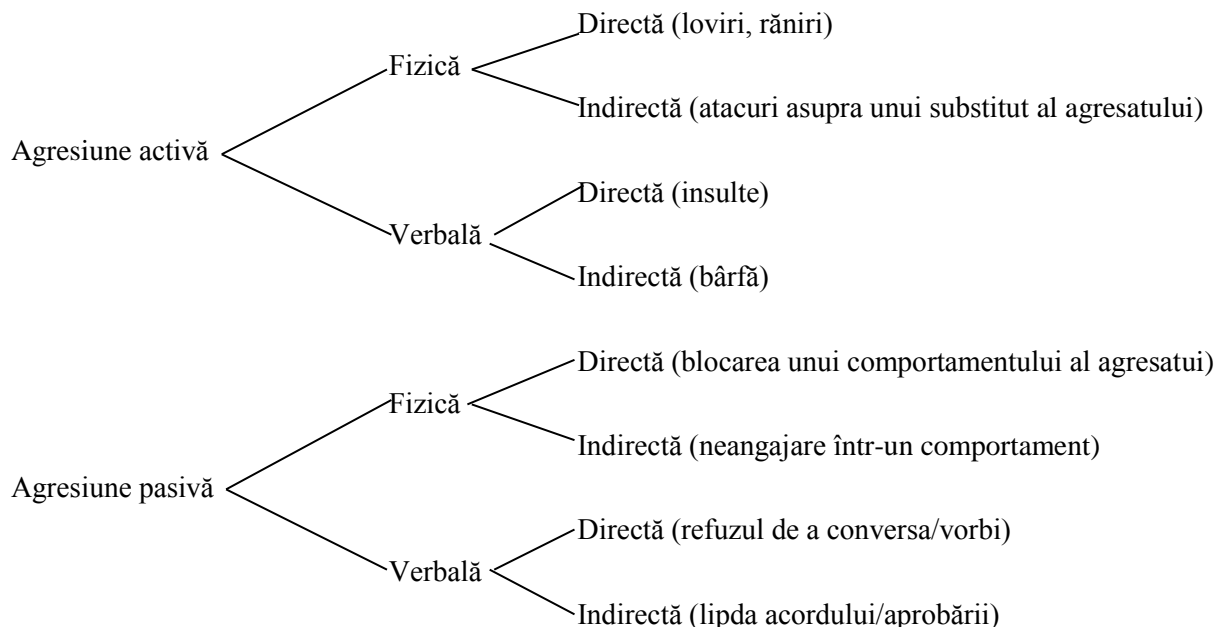 Directă (loviri, răniri)
Fizică
Indirectă (atacuri asupra unui substitut al agresatului)
Agresiune activă
Directă (insulte)
Verbală
Indirectă (bârfă)
Directă (blocarea unui comportamentului al agresatui)
Fizică
Indirectă (neangajare într-un comportament)
Agresiune pasivă
Directă (refuzul de a conversa/vorbi)
Verbală
Indirectă (lipda acordului/aprobării)